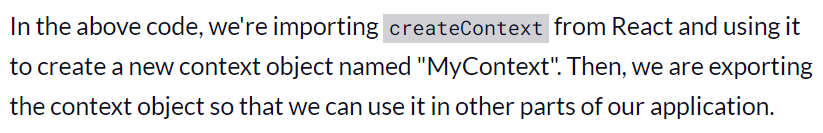 In the above code, we're importing createContext from React and using it
to create a new context object named "MyContext". Then, we are exporting
the context object so that we can use it in other parts of our application.